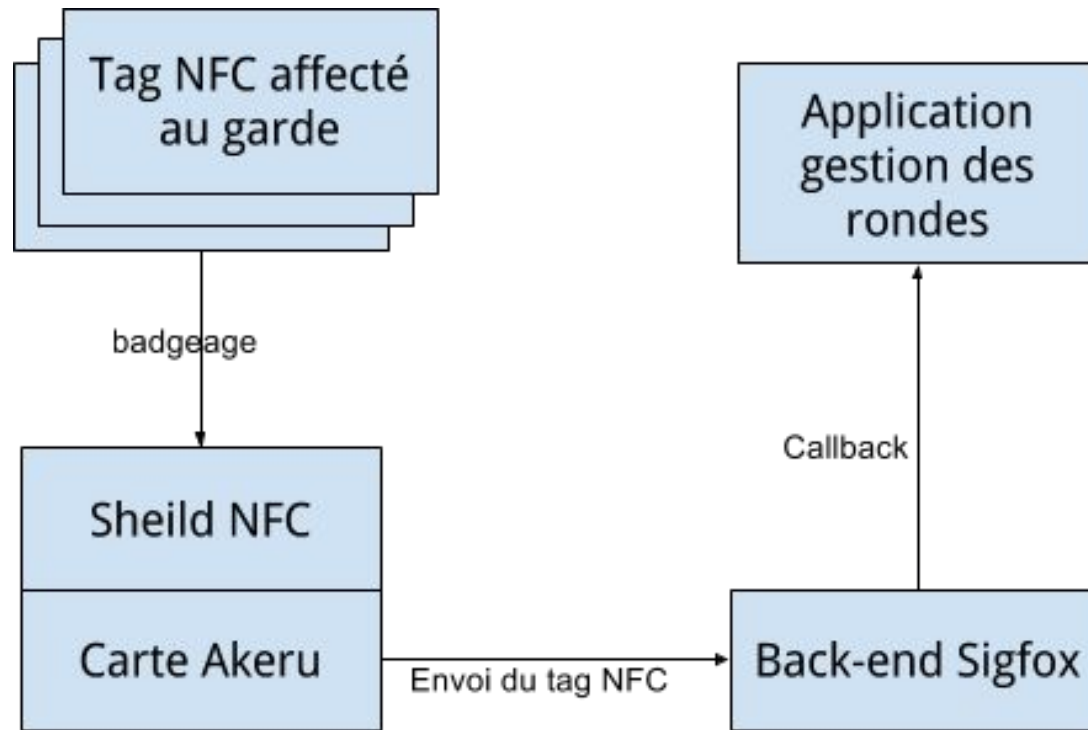 Tag NFC affecté
au garde
Application
gestion des
rondes
badgeage
Callback
Sheild NFC
Carte Akeru
Envoi du tag NFC
Back-end Sigfox